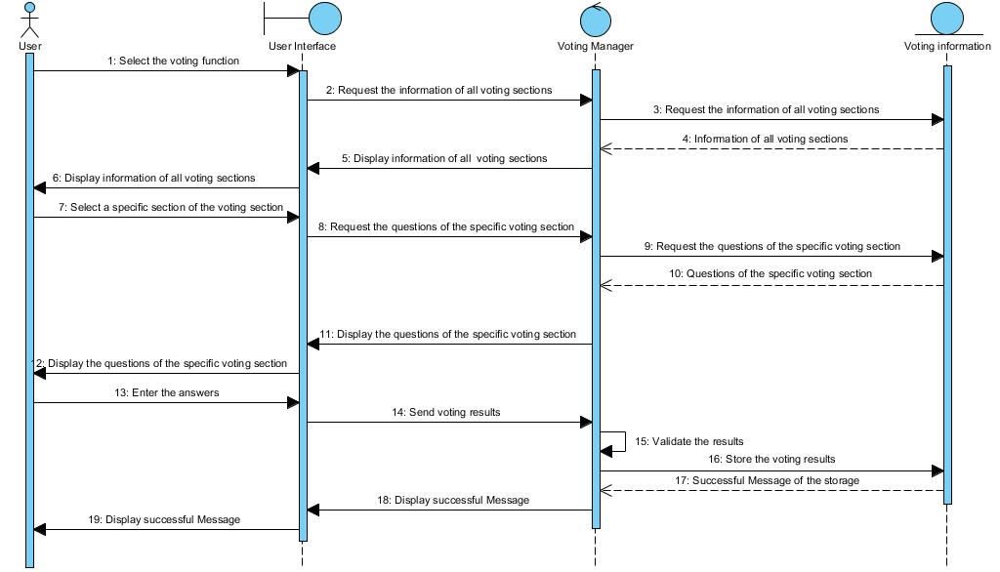 User
User Interface
Voting Manager
Voting information
1: Select the voting function
2: Request the information of all voting sections
3: Request the information of all voting sections
4: Information of all voting sections
5: Display information of all voting sections
6: Display information of all voting sections
7: Select a specific section of the voting section
8: Request the questions of the specific voting section
9: Request the questions of the specific voting section
10: Questions of the specific voting section
11: Display the questions of the specific voting section
12: Display the questions of the specific voting section
13: Enter the answers
14: Send voting results
15: Validate the results
16: Store the voting results
17: Successful Message of the storage
18: Display successful Message
19: Display successful Message